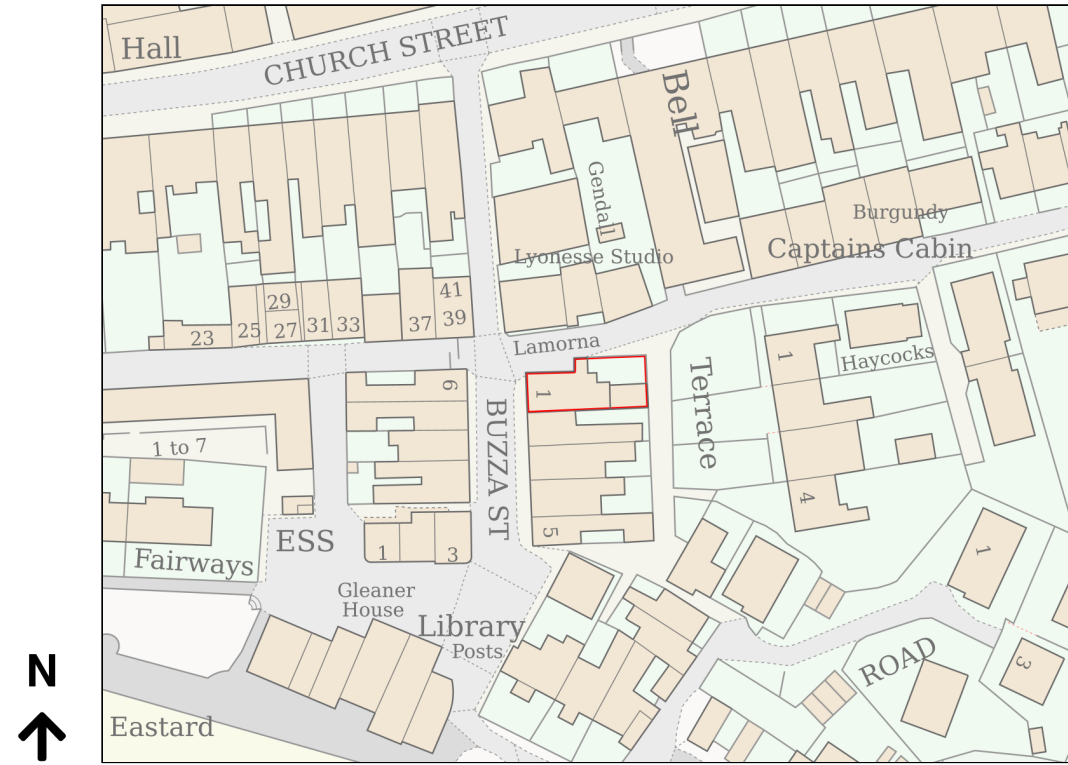 Hall
CHURCH STREET
Bell
Gendall
Burgundy
Captains Cabin
Lyonesse Studio
41
29
39
37
31
33
25
27
23
Lamorna
1
Haycocks
Terrace
6
1
BUZZA ST
1 to 7
4
5
ESS
1
3
1
Fairways
Gleaner
House
Library
Posts
ROAD
3
N
Eastard